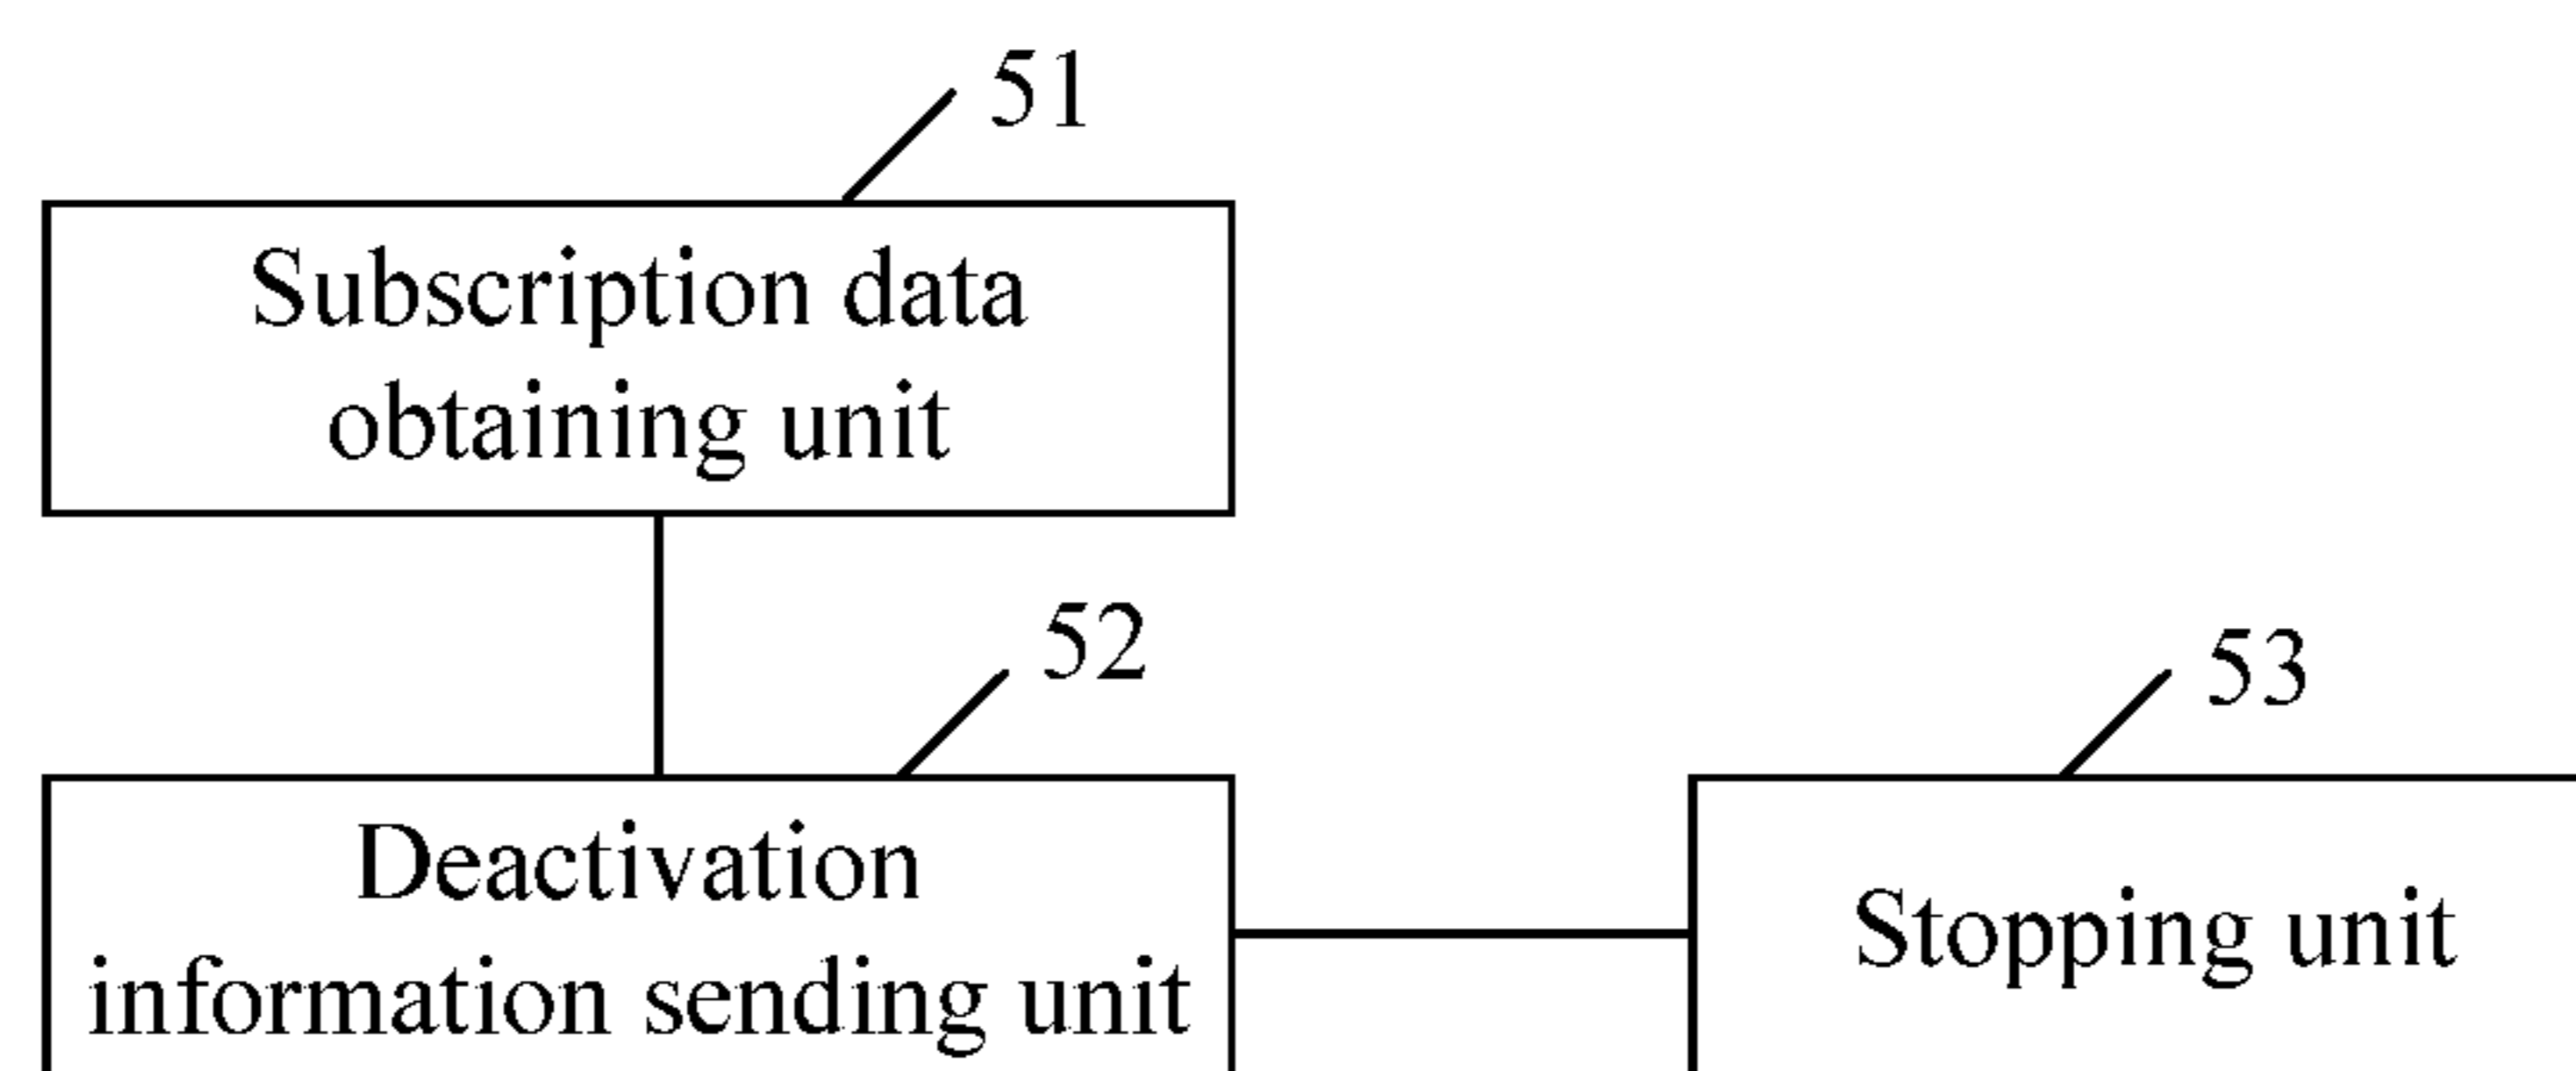 51
Subscription data
obtaining unit
52
53
Deactivation
information sending unit
Stopping unit